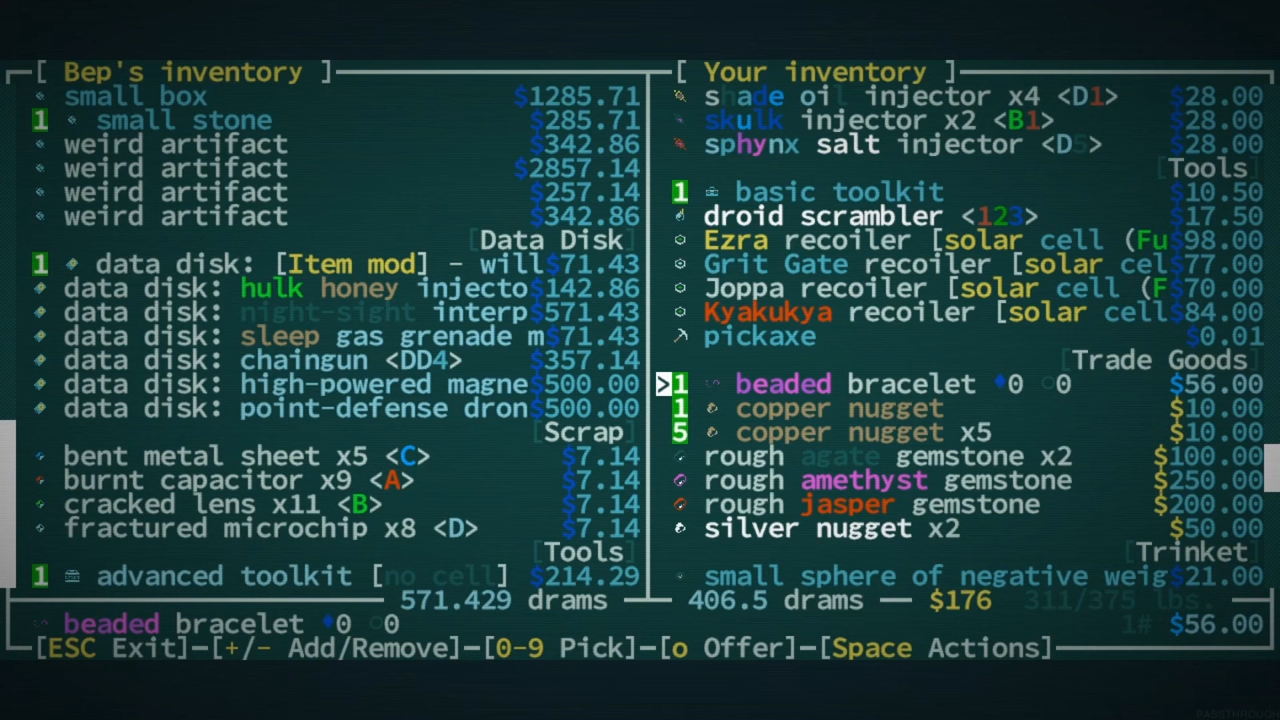 [ Bep's inventory ]
small box $1285.71
1 small stone $285.71
weird artifact $342.86
weird artifact $2857.14
weird artifact $257.14
weird artifact $342.86
[Data Disk]
1 data disk: [Item mod] - will $71.43
data disk: hulk honey injecto $142.86
data disk: night-sight interp $571.43
data disk: sleep gas grenade m $71.43
data disk: chaingun <DD4> $357.14
data disk: high-powered magne $500.00
data disk: point-defense dron $500.00
[Scrap]
bent metal sheet x5 <C> $7.14
burnt capacitor x9 <A> $7.14
cracked lens x11 <B> $7.14
fractured microchip x8 <D> $7.14
[Tools]
1 advanced toolkit [no cell] $214.29
571.429 drams
[ Your inventory ]
shade oil injector x4 <D1> $28.00
skulk injector x2 <B1> $28.00
sphynx salt injector <D5> $28.00
[Tools]
1 basic toolkit $10.50
droid scrambler <123> $17.50
Ezra recoiler [solar cell (Fu $98.00
Grit Gate recoiler [solar cel $77.00
Joppa recoiler [solar cell (F $70.00
Kyakukya recoiler [solar cell $84.00
pickaxe $0.01
[Trade Goods]
>1 beaded bracelet ♦0 ○0 $56.00
1 copper nugget $10.00
5 copper nugget x5 $10.00
rough agate gemstone x2 $100.00
rough amethyst gemstone $250.00
rough jasper gemstone $200.00
silver nugget x2 $50.00
[Trinket]
small sphere of negative weig $21.00
406.5 drams — $176 311/375 lbs.
beaded bracelet ♦0 ○0 1# $56.00
[ESC Exit]-[+/- Add/Remove]-[0-9 Pick]-[o Offer]-[Space Actions]